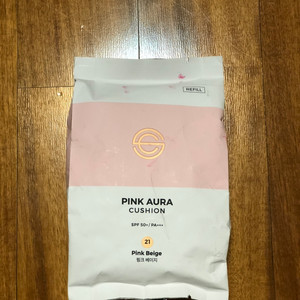 REFILL
PINK AURA
CUSHION
SPF 50+/PA+++
21
Pink Beige
핑크 베이지